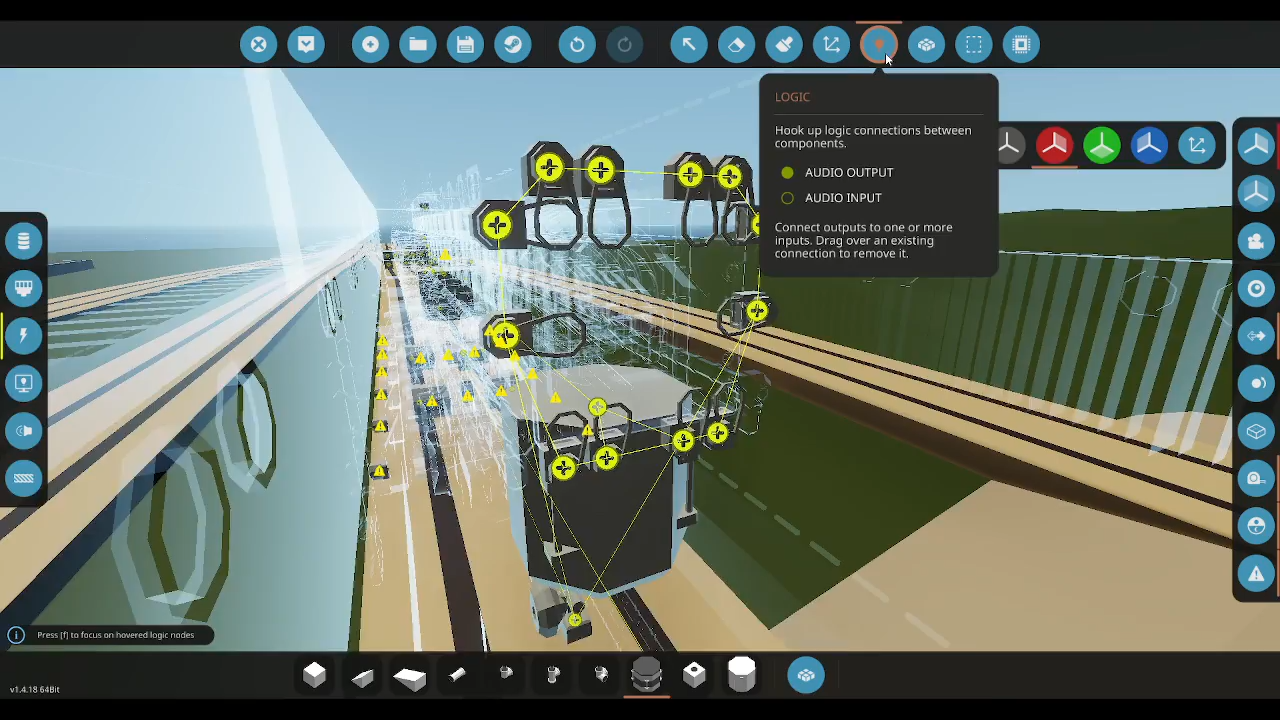 LOGIC
Hook up logic connections between
components.
AUDIO OUTPUT
AUDIO INPUT
Connect outputs to one or more
inputs. Drag over an existing
connection to remove it.
Press [f] to focus on hovered logic nodes
v1.4.18 64Bit